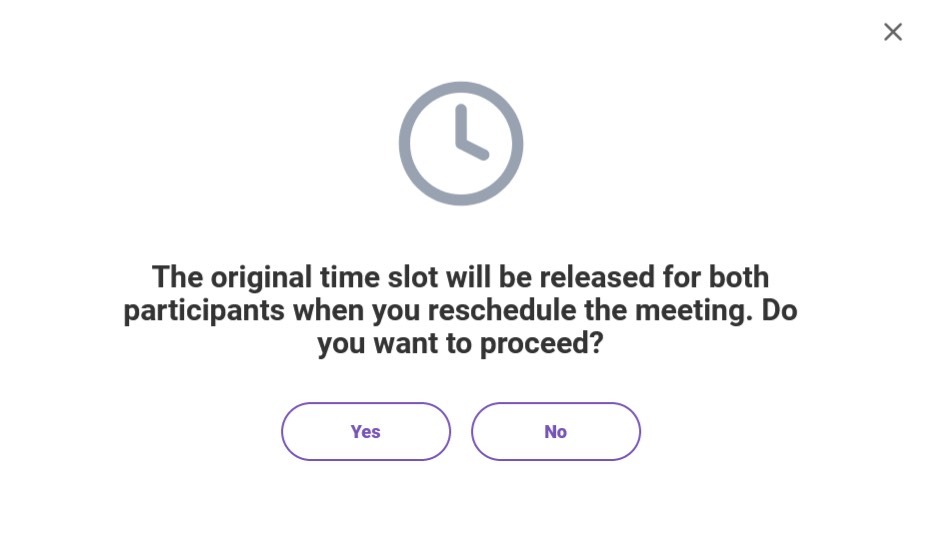 The original time slot will be released for both
participants when you reschedule the meeting. Do
you want to proceed?
Yes
No